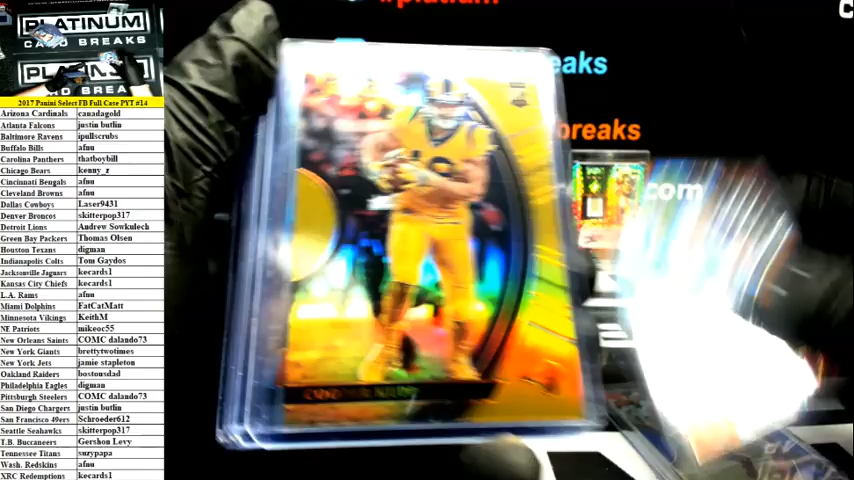 PLATINUM
CARD BREAKS
PLATINUM
BREAKS
2017 Panini Select FB Full Case PYT #14
Arizona Cardinals canadagold
Atlanta Falcons justin butlin
Baltimore Ravens ipullscrubs
Buffalo Bills afnu
Carolina Panthers thatboybill
Chicago Bears kenny_z
Cincinnati Bengals afnu
Cleveland Browns afnu
Dallas Cowboys Laser9431
Denver Broncos skitterpop317
Detroit Lions Andrew Sowkulech
Green Bay Packers Thomas Olsen
Houston Texans digman
Indianapolis Colts Tom Gaydos
Jacksonville Jaguars kecards1
Kansas City Chiefs kecards1
L.A. Rams afnu
Miami Dolphins FatCatMatt
Minnesota Vikings KeithM
NE Patriots mikeoc55
New Orleans Saints COMC dalando73
New York Giants brettytwotimes
New York Jets jamie stapleton
Oakland Raiders bostonsdad
Philadelphia Eagles digman
Pittsburgh Steelers COMC dalando73
San Diego Chargers justin butlin
San Francisco 49ers Schroeder612
Seattle Seahawks skitterpop317
T.B. Buccaneers Gershon Levy
Tennessee Titans suzypapa
Wash. Redskins afnu
XRC Redemptions kecards1
eaks
breaks
com